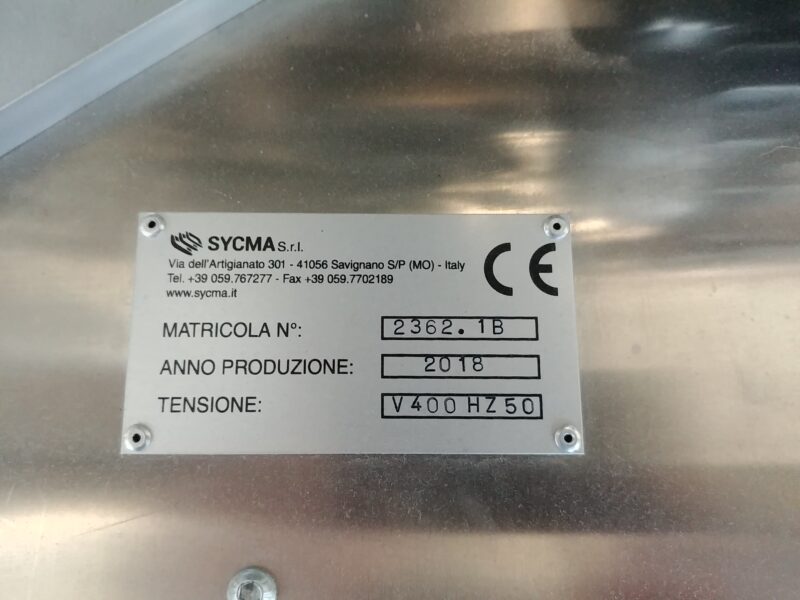 SYCMA S.r.l.
Via dell'Artigianato 301 - 41056 Savignano S/P (MO) - Italy
Tel. +39 059.767277 - Fax +39 059.7702189
www.sycma.it
CE
MATRICOLA N°: 2362.1B
ANNO PRODUZIONE: 2018
TENSIONE: V400 HZ50